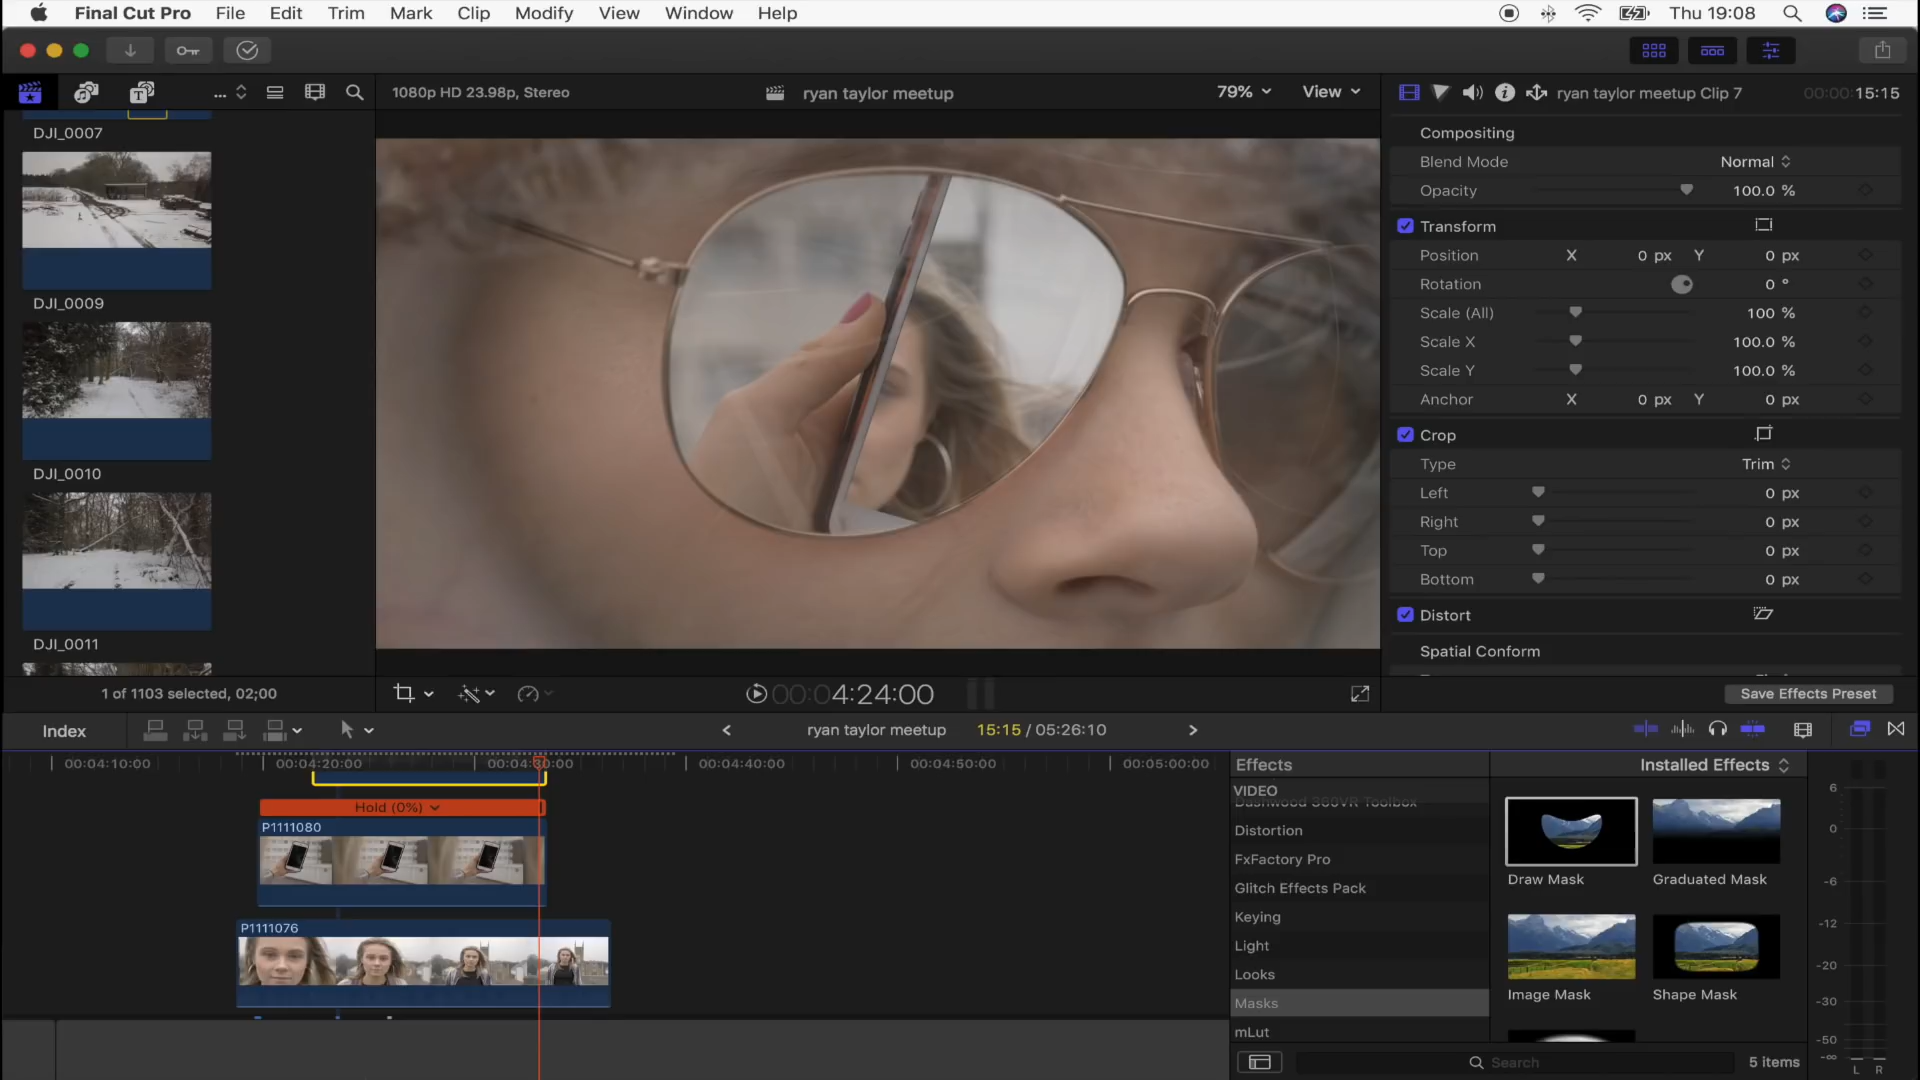 Final Cut Pro File Edit Trim Mark Clip Modify View Window Help Thu 19:08
... 1080p HD 23.98p, Stereo ryan taylor meetup 79% View ryan taylor meetup Clip 7 00:00:15:15
DJI_0007
DJI_0009
DJI_0010
DJI_0011
1 of 1103 selected, 02;00
Compositing
Blend Mode Normal
Opacity 100.0 %
Transform
Position X 0 px Y 0 px
Rotation 0 °
Scale (All) 100 %
Scale X 100.0 %
Scale Y 100.0 %
Anchor X 0 px Y 0 px
Crop
Type Trim
Left 0 px
Right 0 px
Top 0 px
Bottom 0 px
Distort
Spatial Conform
00:04:24:00
Save Effects Preset
Index ryan taylor meetup 15:15 / 05:26:10
00:04:10:00 00:04:20:00 00:04:30:00 00:04:40:00 00:04:50:00 00:05:00:00
Hold (0%)
P1111080
P1111076
Effects Installed Effects
VIDEO
Dashwood 360VR Toolbox
Distortion
FxFactory Pro
Glitch Effects Pack
Keying
Light
Looks
Masks
mLut
Draw Mask Graduated Mask
Image Mask Shape Mask
Search 5 items
6
0
-6
-12
-20
-30
-50
-∞
L R